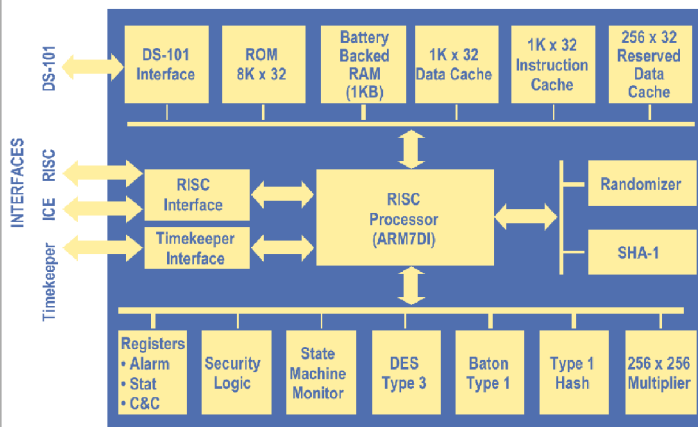 INTERFACES
DS-101
RISC
ICE
Timekeeper
DS-101
Interface
ROM
8K x 32
Battery
Backed
RAM
(1KB)
1K x 32
Data Cache
1K x 32
Instruction
Cache
256 x 32
Reserved
Data
Cache
RISC
Interface
Timekeeper
Interface
RISC
Processor
(ARM7DI)
Randomizer
SHA-1
Registers
• Alarm
• Stat
• C&C
Security
Logic
State
Machine
Monitor
DES
Type 3
Baton
Type 1
Type 1
Hash
256 x 256
Multiplier